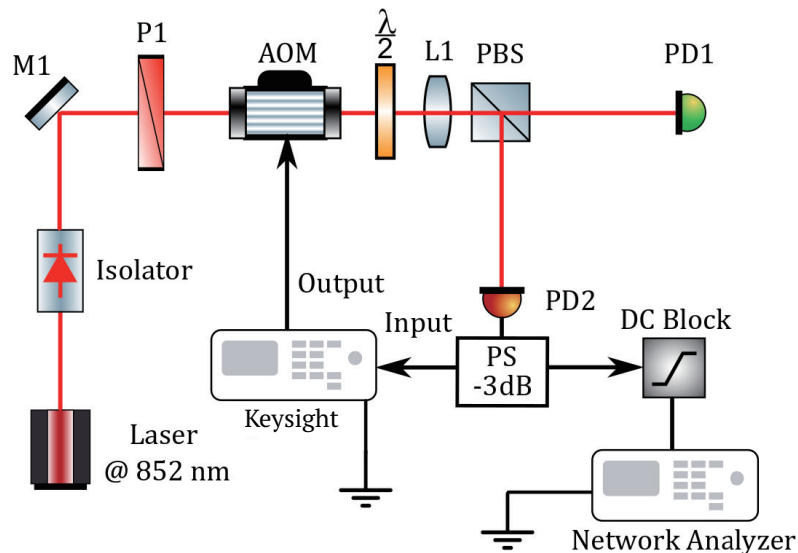 P1
M1
AOM
λ
2
L1
PBS
PD1
Isolator
Output
Input
PD2
DC Block
PS
-3dB
Keysight
Laser
@ 852 nm
Network Analyzer